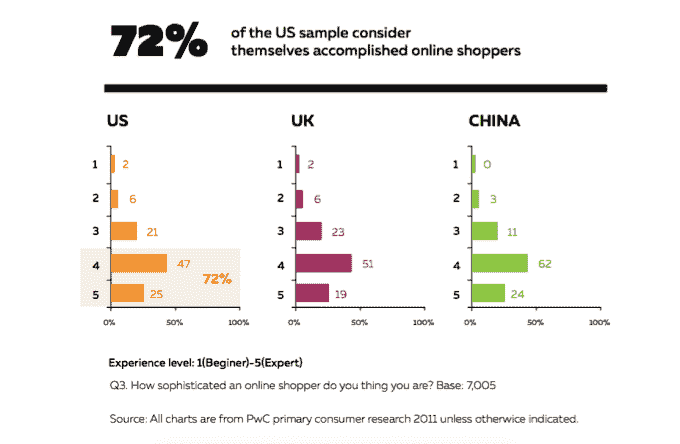 72%
of the US sample consider
themselves accomplished online shoppers
US
1 2
2 6
3 21
4 47
72%
5 25
0% 50% 100%
UK
1 2
2 6
3 23
4 51
5 19
0% 50% 100%
CHINA
1 0
2 3
3 11
4 62
5 24
0% 50% 100%
Experience level: 1(Beginer)-5(Expert)
Q3. How sophisticated an online shopper do you thing you are? Base: 7,005
Source: All charts are from PwC primary consumer research 2011 unless otherwice indicated.